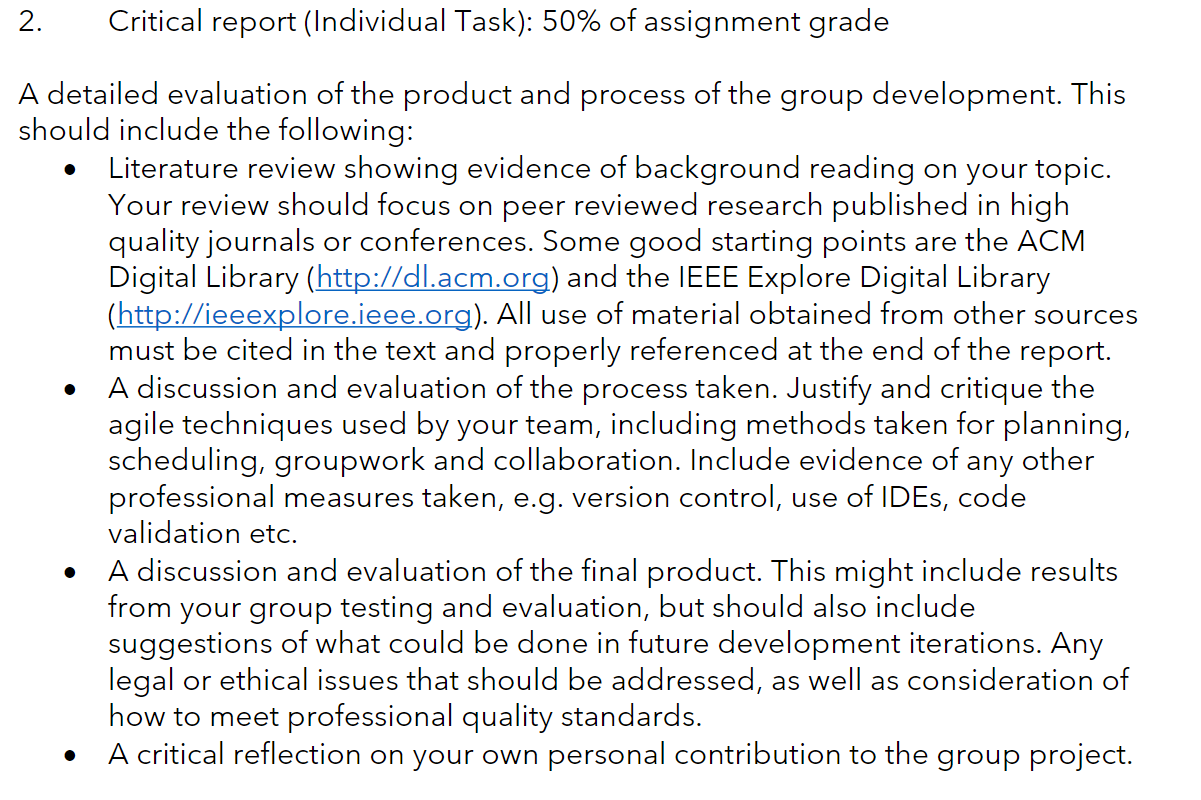 2. Critical report (Individual Task): 50% of assignment grade
A detailed evaluation of the product and process of the group development. This
should include the following:
• Literature review showing evidence of background reading on your topic.
Your review should focus on peer reviewed research published in high
quality journals or conferences. Some good starting points are the ACM
Digital Library (http://dl.acm.org) and the IEEE Explore Digital Library
(http://ieeexplore.ieee.org). All use of material obtained from other sources
must be cited in the text and properly referenced at the end of the report.
• A discussion and evaluation of the process taken. Justify and critique the
agile techniques used by your team, including methods taken for planning,
scheduling, groupwork and collaboration. Include evidence of any other
professional measures taken, e.g. version control, use of IDEs, code
validation etc.
• A discussion and evaluation of the final product. This might include results
from your group testing and evaluation, but should also include
suggestions of what could be done in future development iterations. Any
legal or ethical issues that should be addressed, as well as consideration of
how to meet professional quality standards.
• A critical reflection on your own personal contribution to the group project.